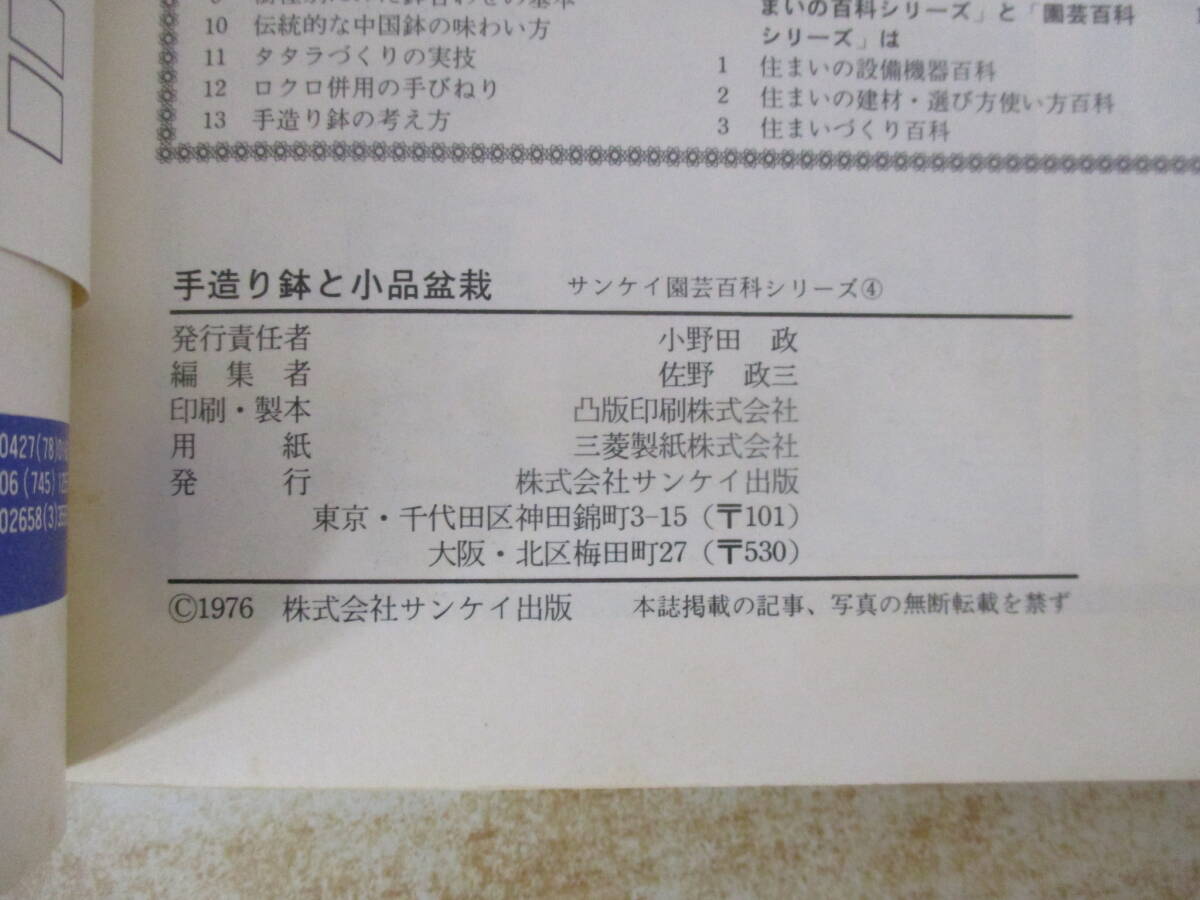 10 伝統的な中国鉢の味わい方
11 タタラづくりの実技
12 ロクロ併用の手びねり
13 手造り鉢の考え方
まいの百科シリーズ」と「園芸百科
シリーズ」は
1 住まいの設備機器百科
2 住まいの建材・選び方使い方百科
3 住まいづくり百科
手造り鉢と小品盆栽 サンケイ園芸百科シリーズ④
発行責任者 小野田 政
編集者 佐野 政三
印刷・製本 凸版印刷株式会社
用紙 三菱製紙株式会社
発行 株式会社サンケイ出版
東京・千代田区神田錦町3-15(〒101)
大阪・北区梅田町27(〒530)
©1976 株式会社サンケイ出版 本誌掲載の記事、写真の無断転載を禁ず
0427(78)
06(745)
02658(3)